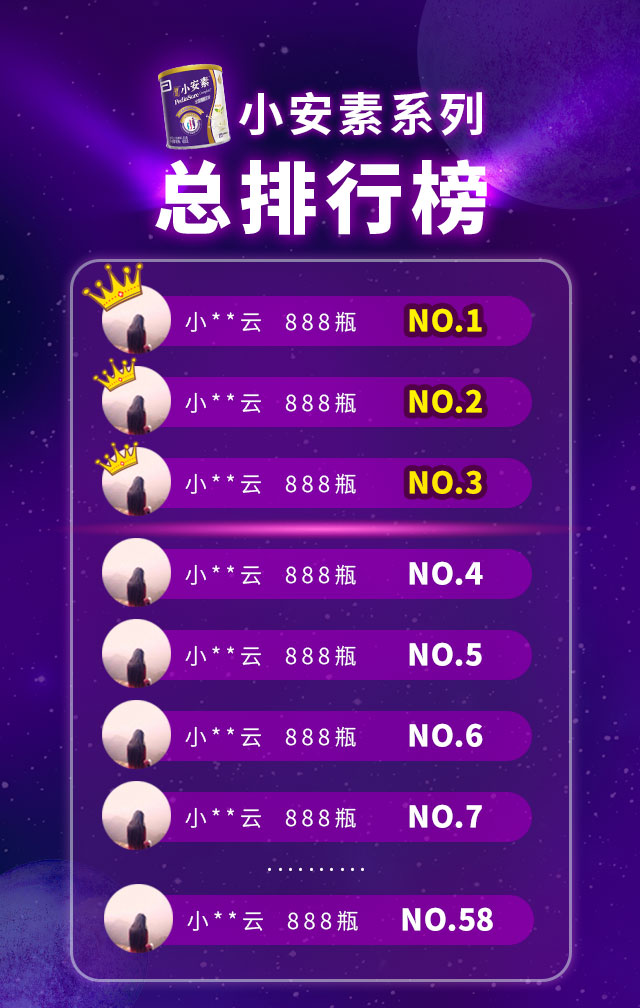 小安素
PediaSure
小安素系列
总排行榜
小**云 888瓶 NO.1
小**云 888瓶 NO.2
小**云 888瓶 NO.3
小**云 888瓶 NO.4
小**云 888瓶 NO.5
小**云 888瓶 NO.6
小**云 888瓶 NO.7
··········
小**云 888瓶 NO.58